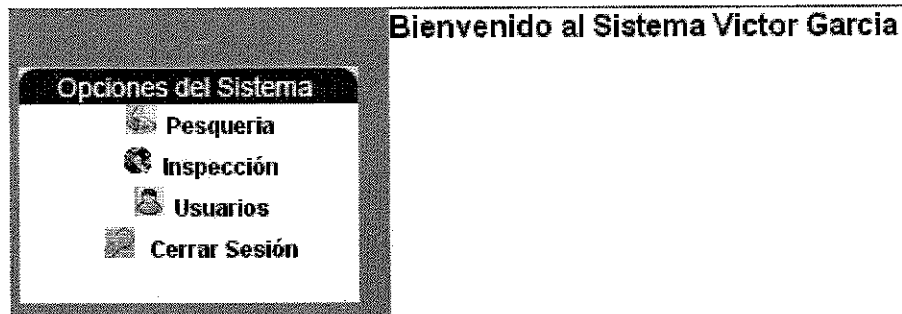 Bienvenido al Sistema Victor Garcia
Opciones del Sistema
Pesqueria
Inspección
Usuarios
Cerrar Sesión